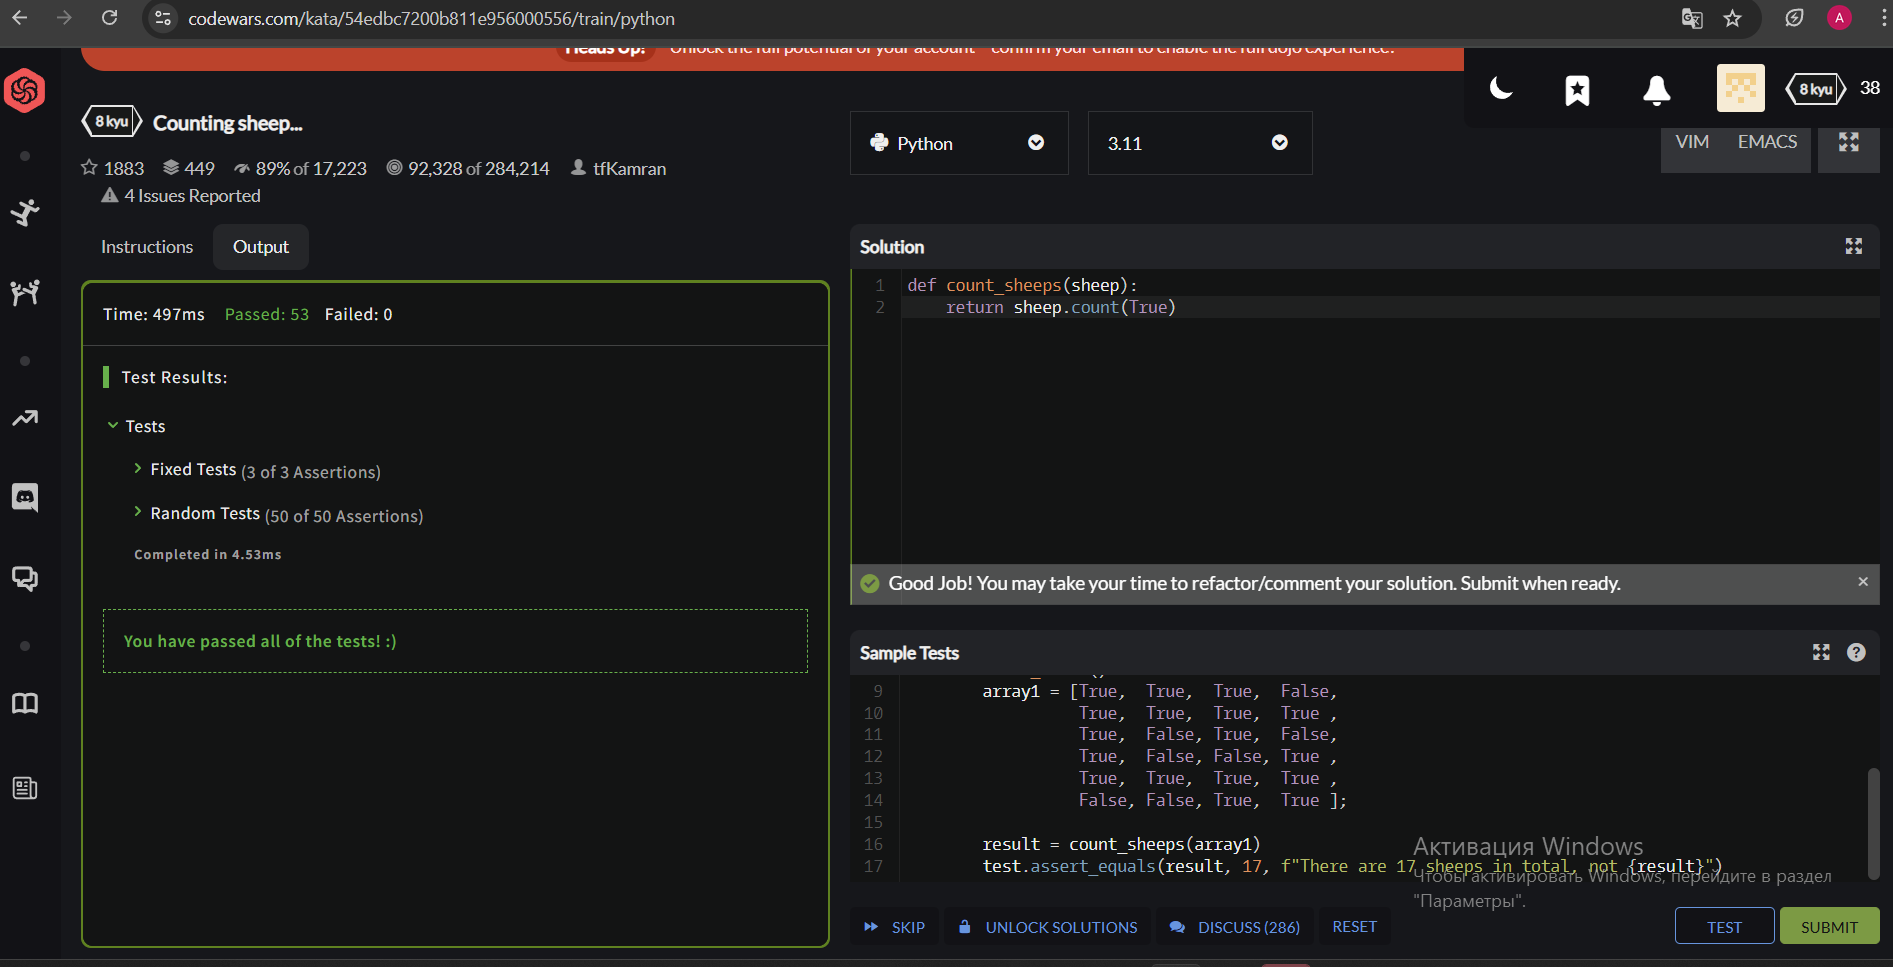 codewars.com/kata/54edbc7200b811e956000556/train/python
A
Heads Up! Unlock the full potential of your account - confirm your email to enable the full dojo experience.
8 kyu 38
8 kyu Counting sheep...
Python
3.11
VIM EMACS
1883 449 89% of 17,223 92,328 of 284,214 tfKamran
4 Issues Reported
Instructions Output
Time: 497ms Passed: 53 Failed: 0
Test Results:
Tests
Fixed Tests (3 of 3 Assertions)
Random Tests (50 of 50 Assertions)
Completed in 4.53ms
You have passed all of the tests! :)
Solution
1 def count_sheeps(sheep):
2 return sheep.count(True)
Good Job! You may take your time to refactor/comment your solution. Submit when ready.
Sample Tests
9 array1 = [True, True, True, False,
10 True, True, True, True ,
11 True, False, True, False,
12 True, False, False, True ,
13 True, True, True, True ,
14 False, False, True, True ];
15
16 result = count_sheeps(array1)
17 test.assert_equals(result, 17, f"There are 17 sheeps in total, not {result}")
Активация Windows
Чтобы активировать Windows, перейдите в раздел
"Параметры".
SKIP UNLOCK SOLUTIONS DISCUSS (286) RESET TEST SUBMIT